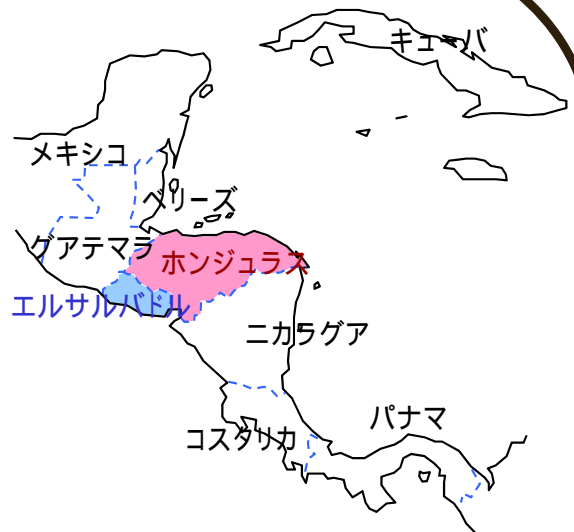 キューバ
メキシコ
ベリーズ
グアテマラ
ホンジュラス
エルサルバドル
ニカラグア
パナマ
コスタリカ